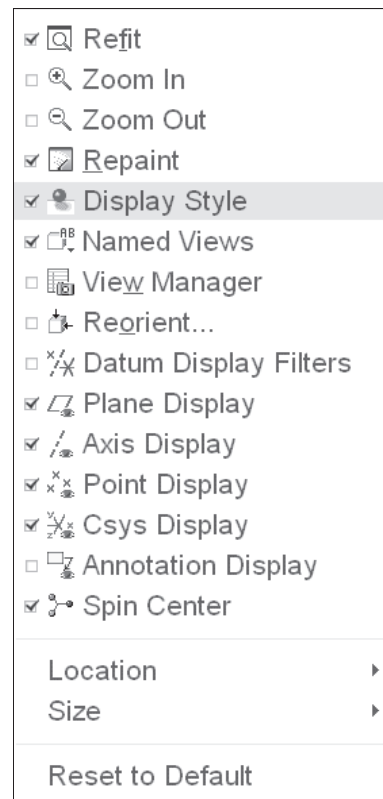 Refit
Zoom In
Zoom Out
Repaint
Display Style
Named Views
View Manager
Reorient...
Datum Display Filters
Plane Display
Axis Display
Point Display
Csys Display
Annotation Display
Spin Center
Location
Size
Reset to Default